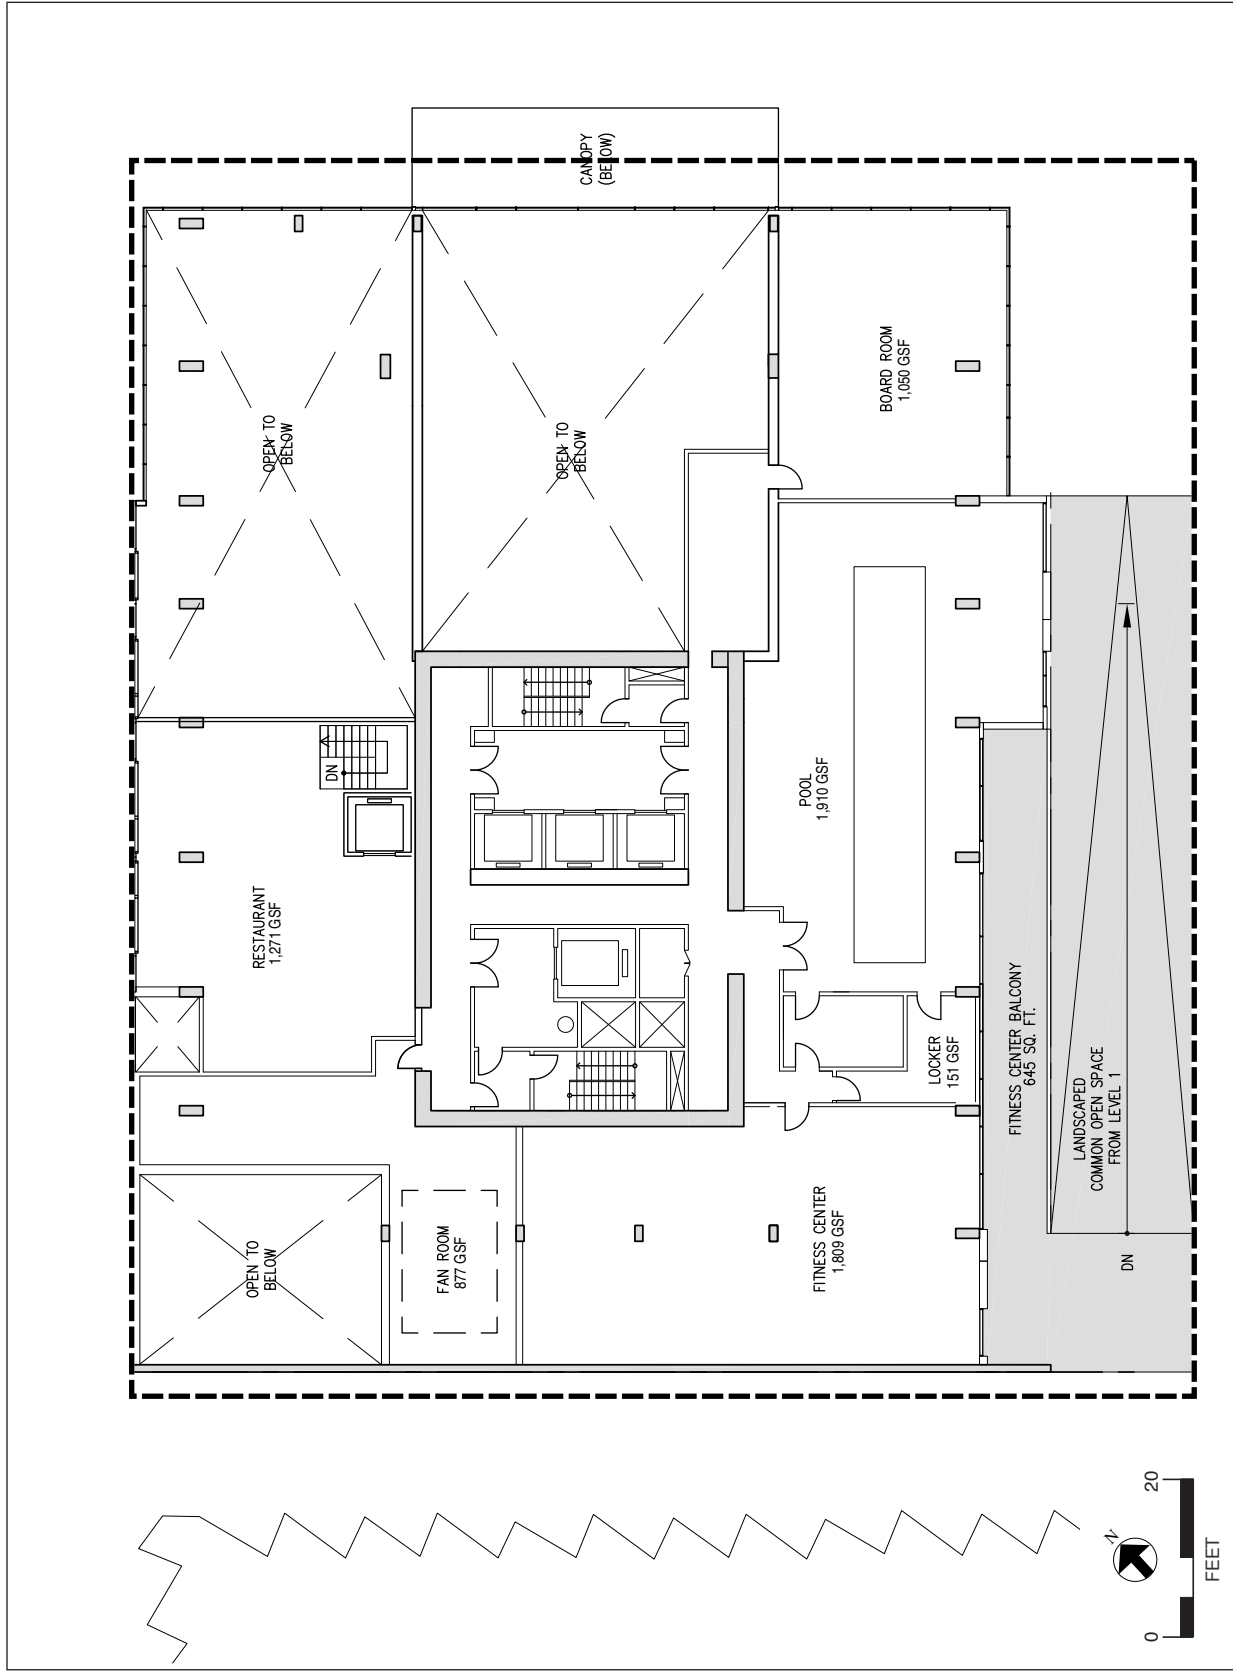 CANOPY
(BELOW)
OPEN TO
BELOW
OPEN TO
BELOW
BOARD ROOM
1,050 GSF
DN
RESTAURANT
1,271 GSF
POOL
1,910 GSF
LOCKER
151 GSF
FITNESS CENTER BALCONY
645 SQ. FT.
LANDSCAPED
COMMON OPEN SPACE
FROM LEVEL 1
DN
OPEN TO
BELOW
FAN ROOM
877 GSF
FITNESS CENTER
1,809 GSF
N
0
20
FEET